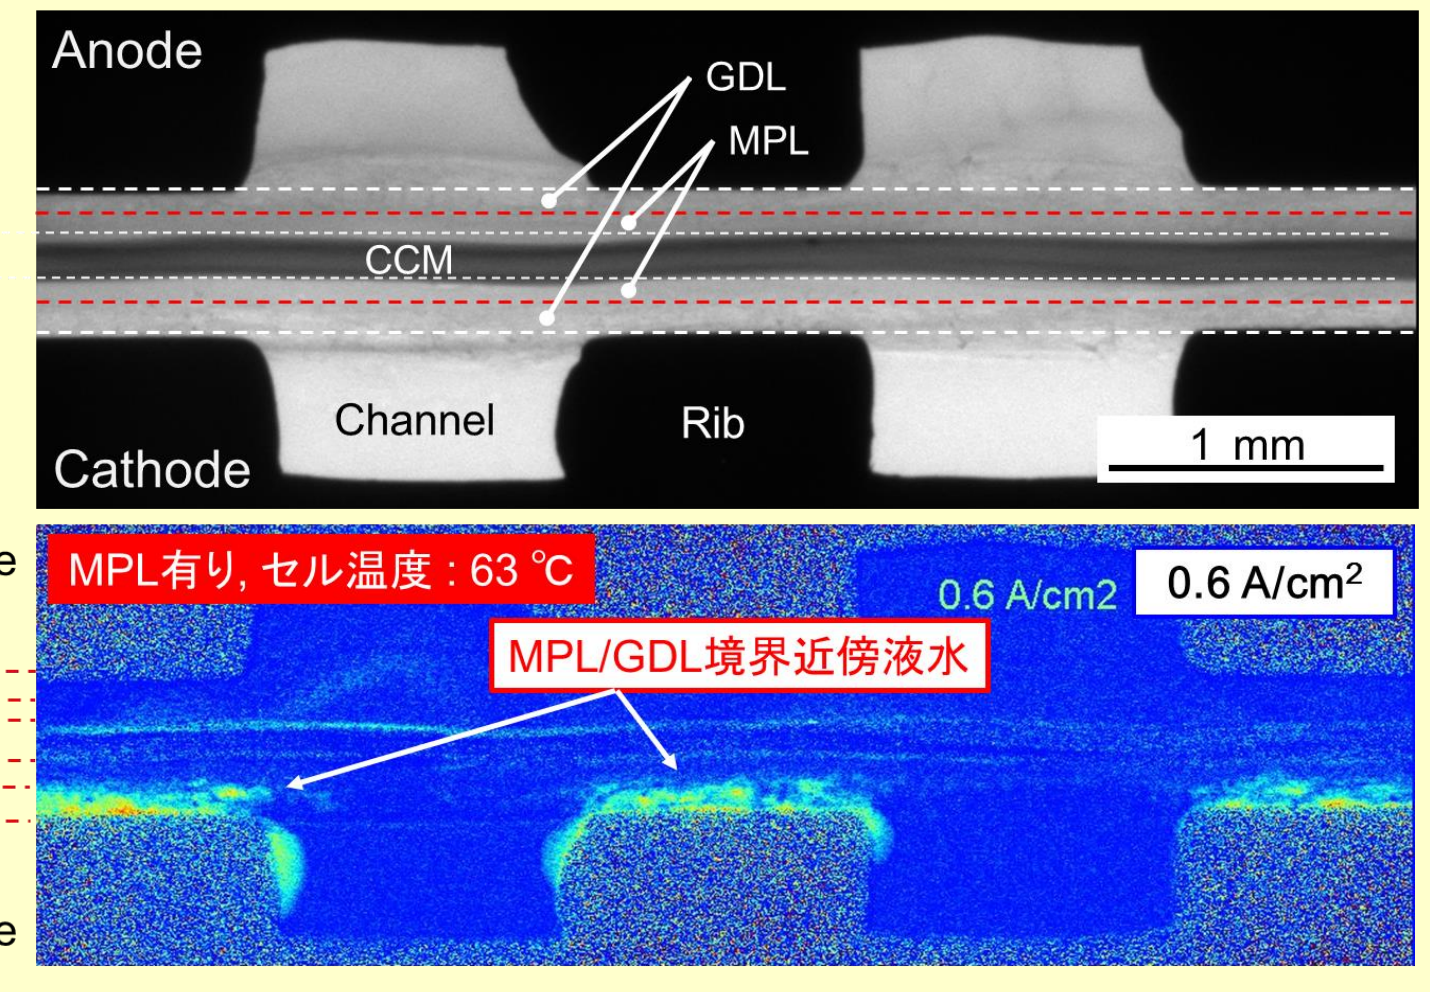 Anode
GDL
MPL
CCM
Channel
Rib
1 mm
Cathode
e
MPL有り, セル温度 : 63 ℃
0.6 A/cm2
0.6 A/cm²
MPL/GDL境界近傍液水
e